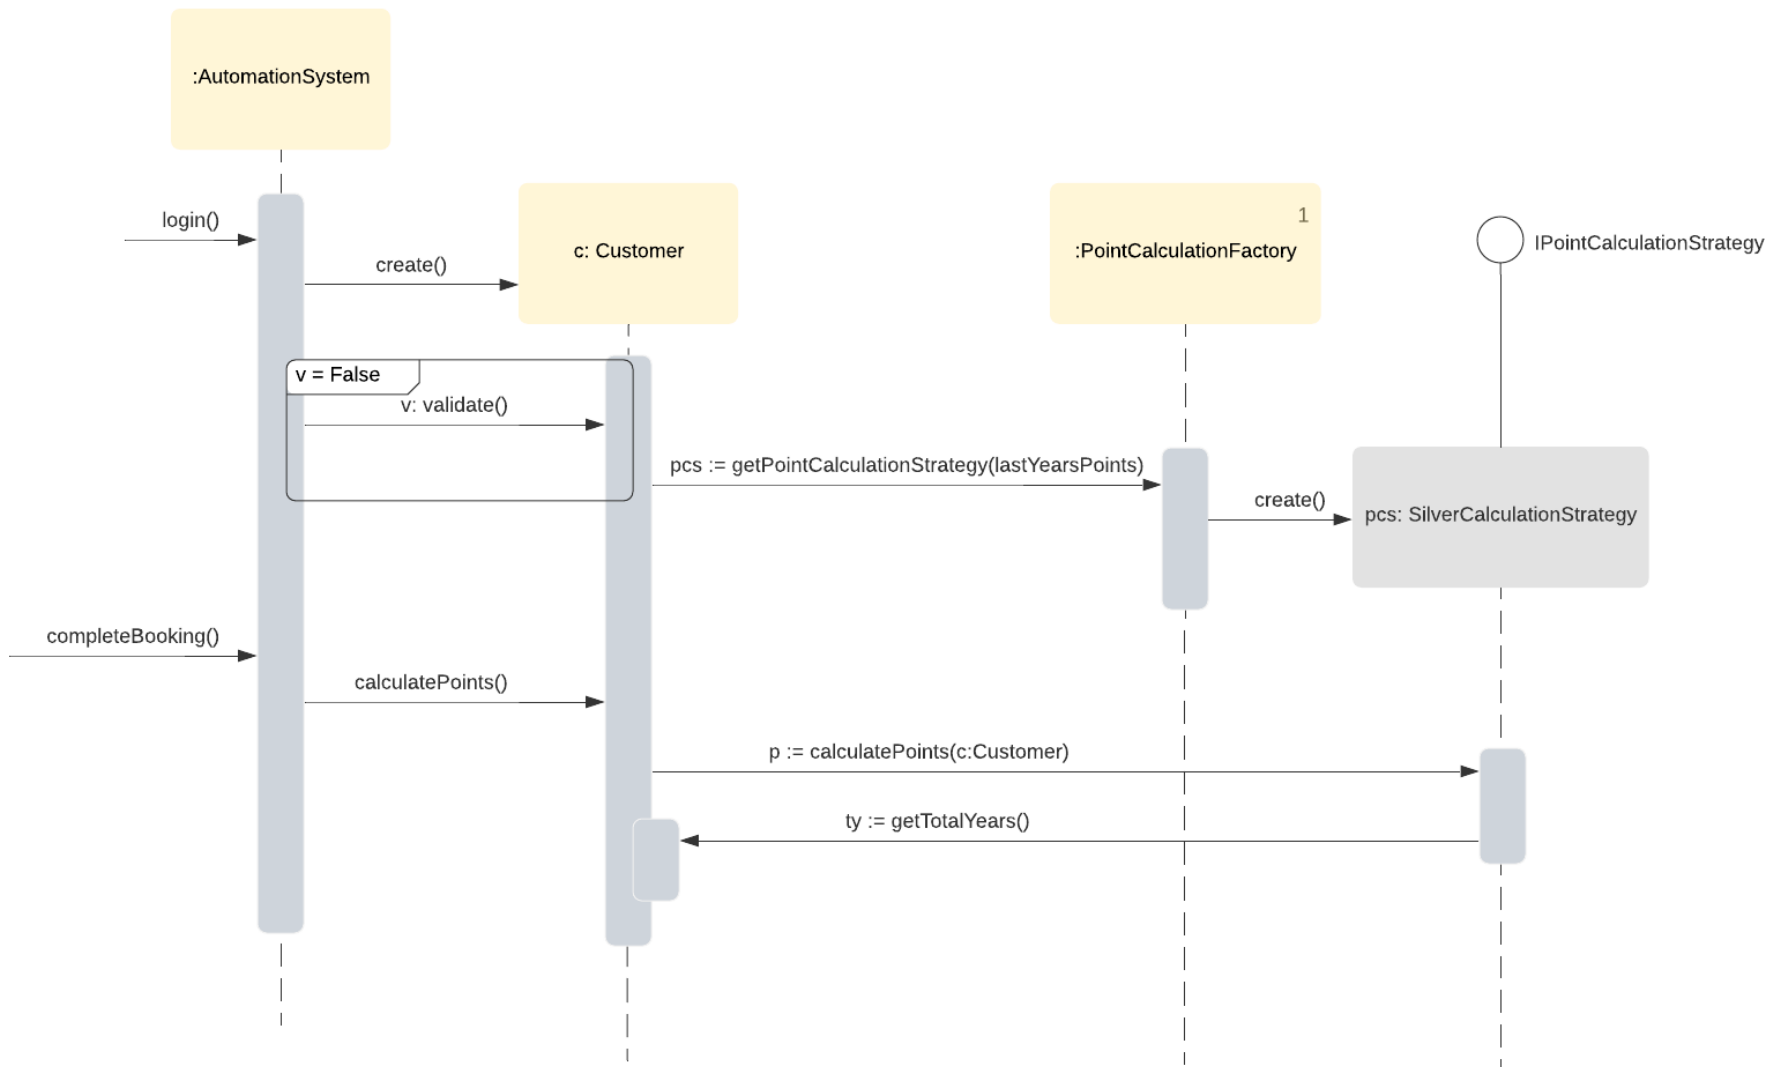 :AutomationSystem
login()
create()
c: Customer
1
:PointCalculationFactory
IPointCalculationStrategy
v = False
v: validate()
pcs := getPointCalculationStrategy(lastYearsPoints)
create()
pcs: SilverCalculationStrategy
completeBooking()
calculatePoints()
p := calculatePoints(c:Customer)
ty := getTotalYears()